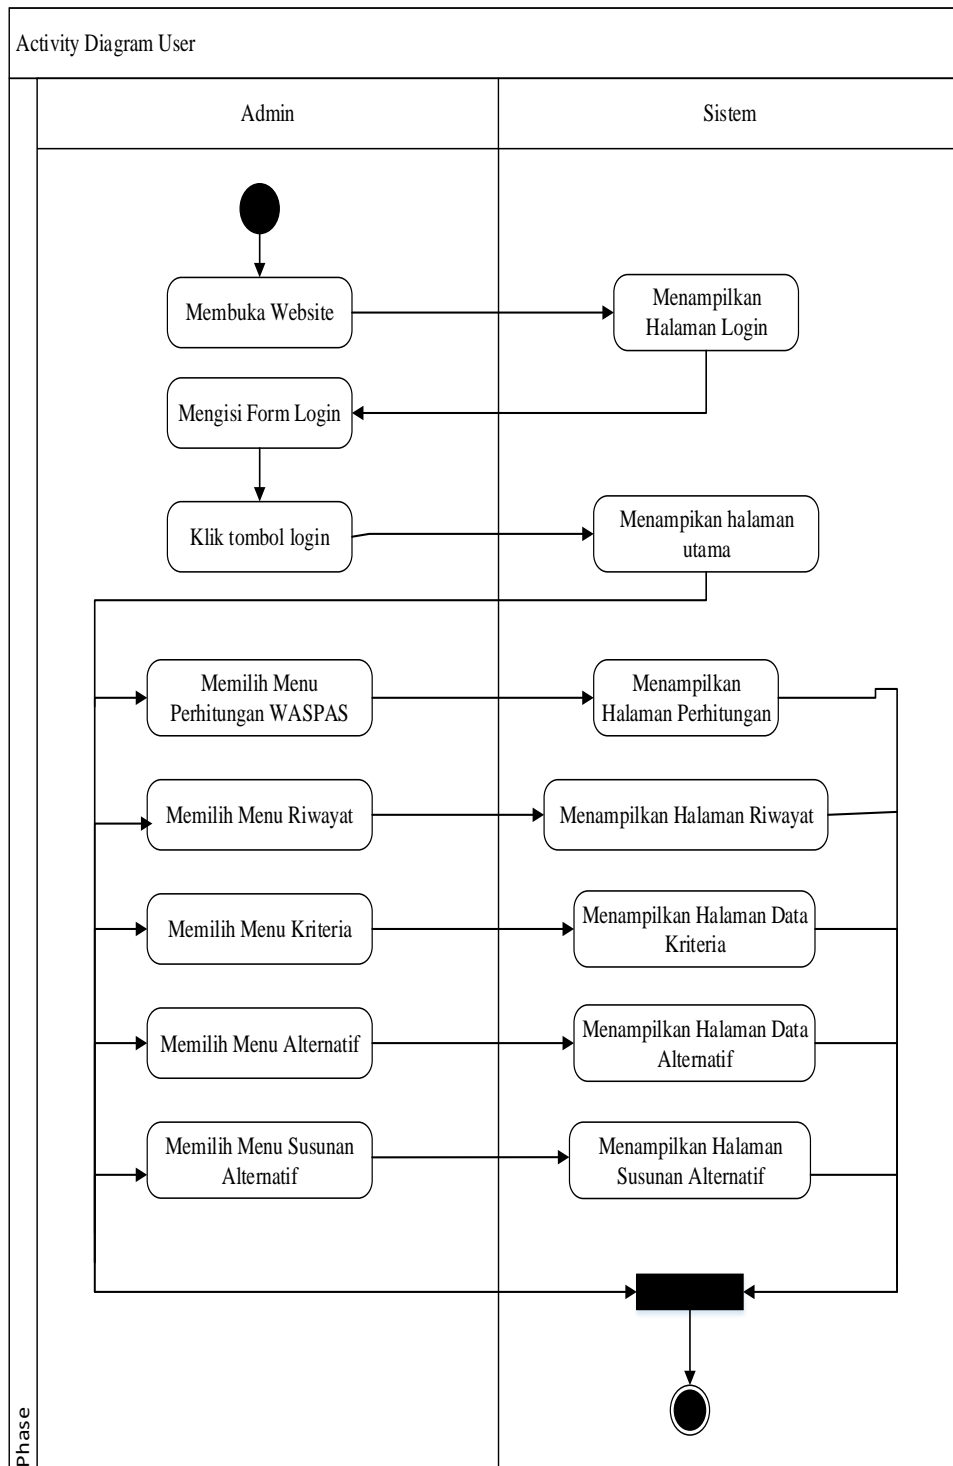 Activity Diagram User
Admin
Sistem
Membuka Website
Menampilkan
Halaman Login
Mengisi Form Login
Klik tombol login
Menampikan halaman
utama
Memilih Menu
Perhitungan WASPAS
Menampilkan
Halaman Perhitungan
Memilih Menu Riwayat
Menampilkan Halaman Riwayat
Memilih Menu Kriteria
Menampilkan Halaman Data
Kriteria
Memilih Menu Alternatif
Menampilkan Halaman Data
Alternatif
Memilih Menu Susunan
Alternatif
Menampilkan Halaman
Susunan Alternatif
Phase